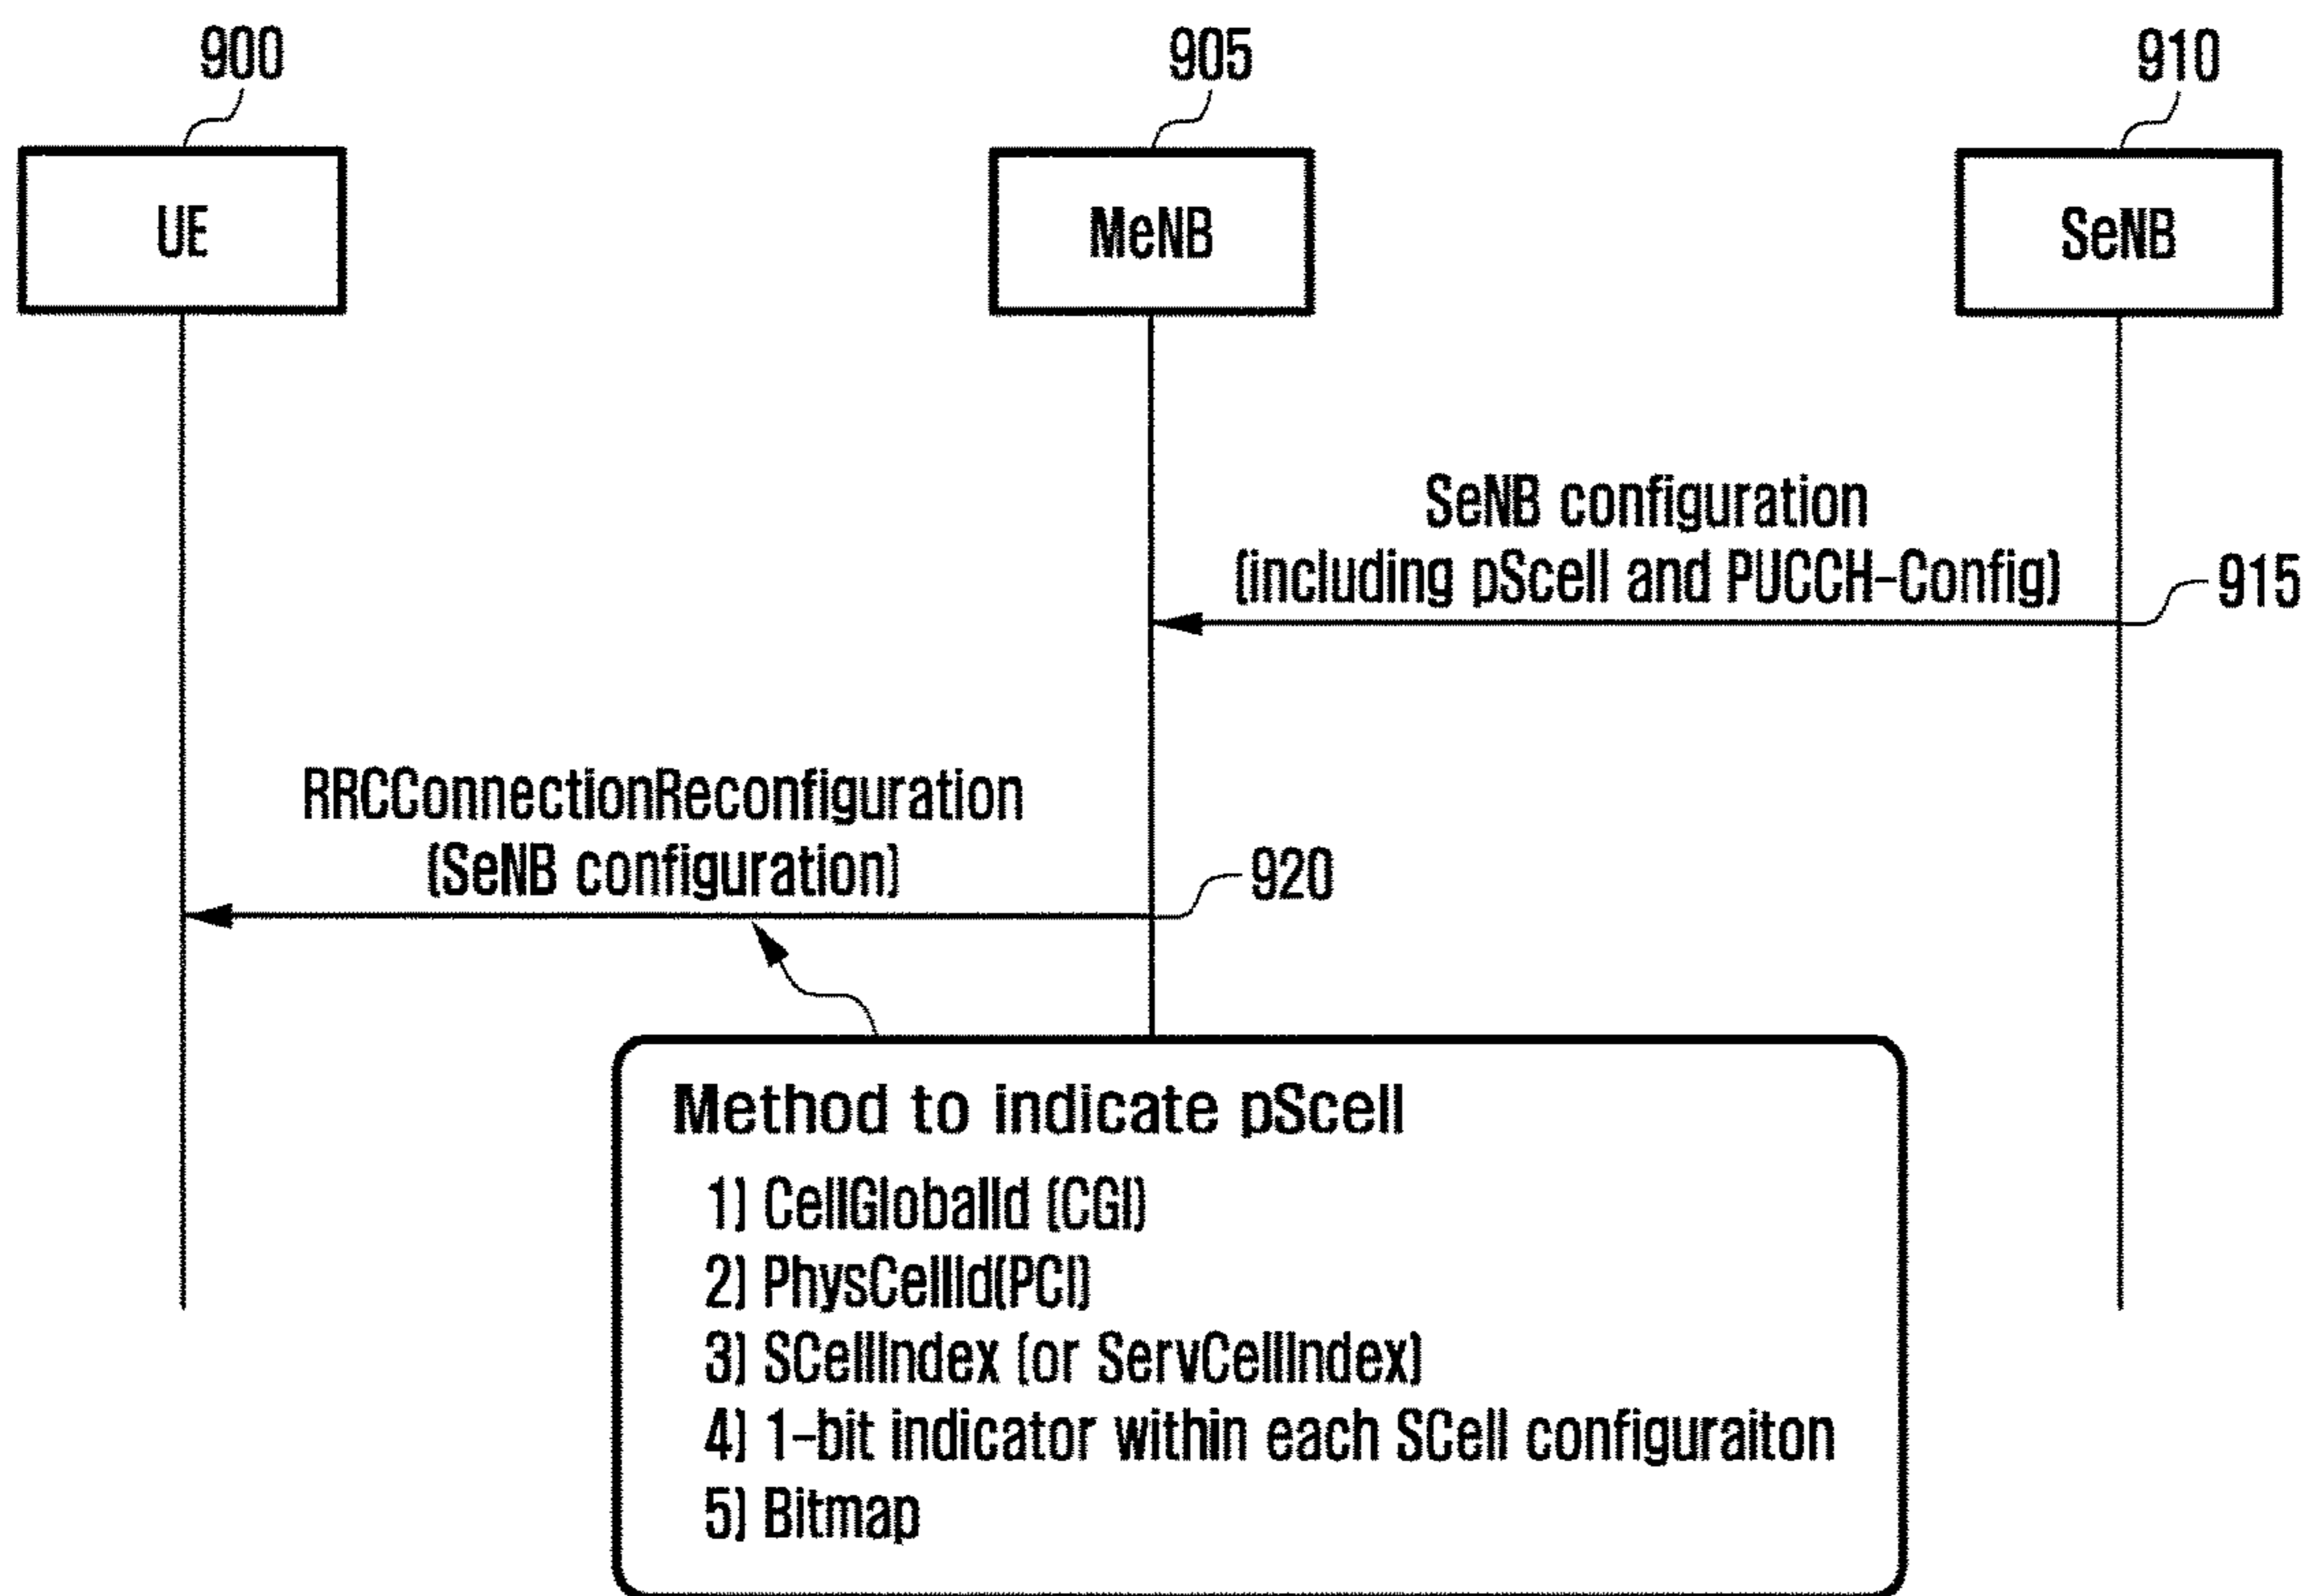 900
905
910
UE
MeNB
SeNB
SeNB configuration
(including pScell and PUCCH-Config)
915
RRCConnectionReconfiguration
(SeNB configuration)
920
Method to indicate pScell
1) CellGlobalId (CGI)
2) PhysCellId(PCI)
3) SCellIndex (or ServCellIndex)
4) 1-bit indicator within each SCell configuraiton
5) Bitmap